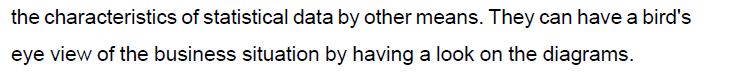 the characteristics of statistical data by other means. They can have a bird's
eye view of the business situation by having a look on the diagrams.